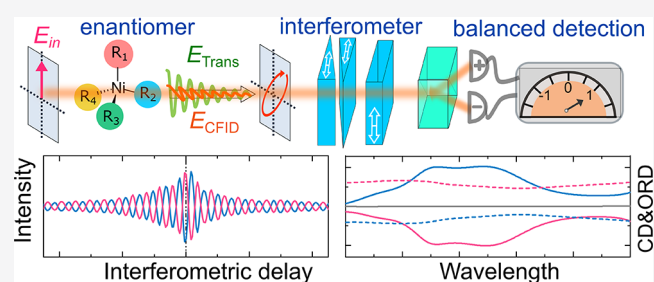 enantiomer
interferometer
balanced detection
E_in
R₁
E_Trans
Ni
R₄
R₂
R₃
E_CFID
+
−
-1
0
1
Intensity
Interferometric delay
Wavelength
CD&ORD